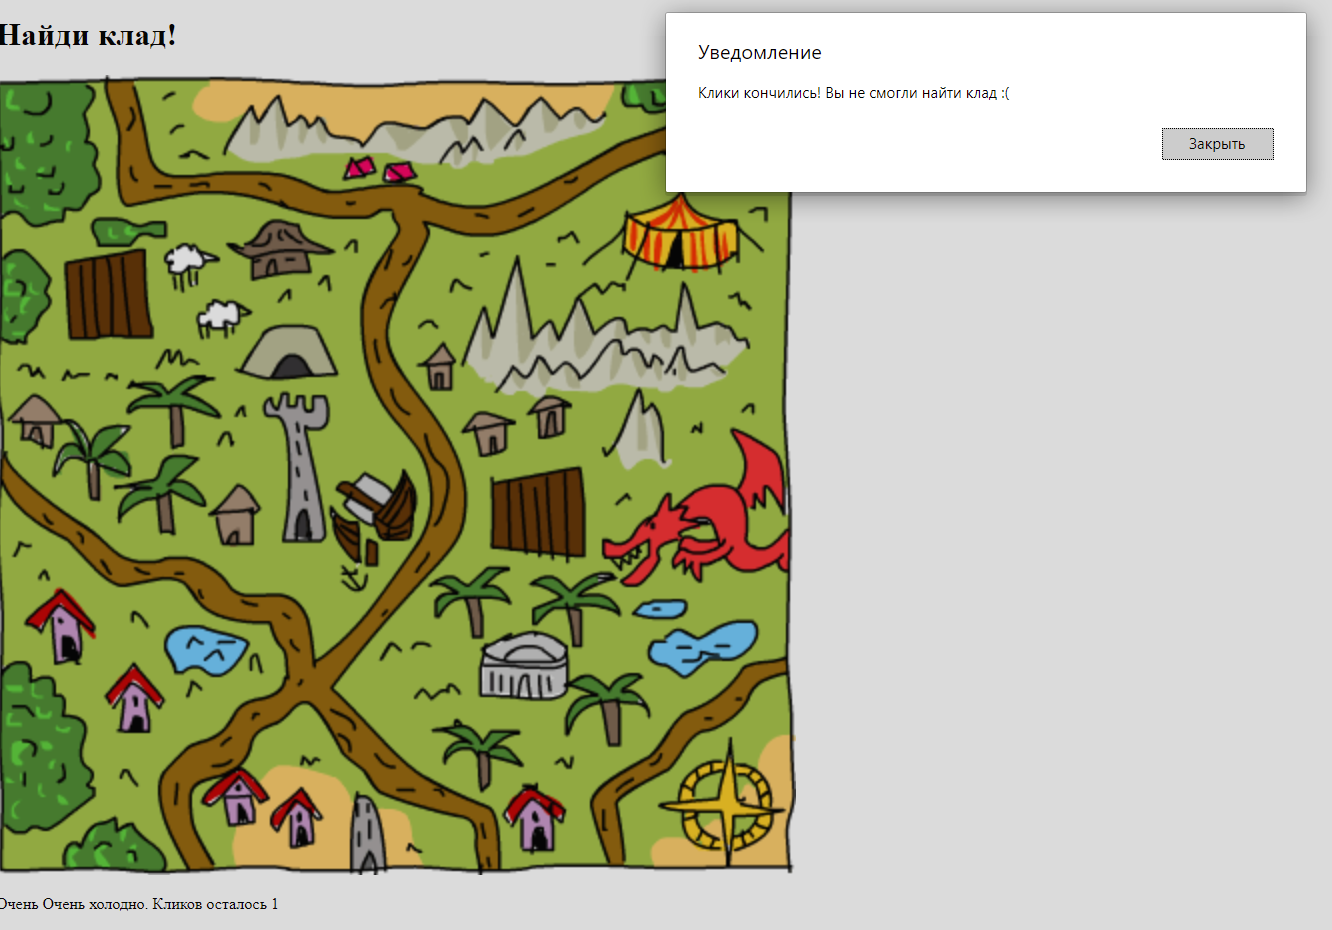 Найди клад!
Уведомление
Клики кончились! Вы не смогли найти клад :(
Закрыть
Очень Очень холодно. Кликов осталось 1